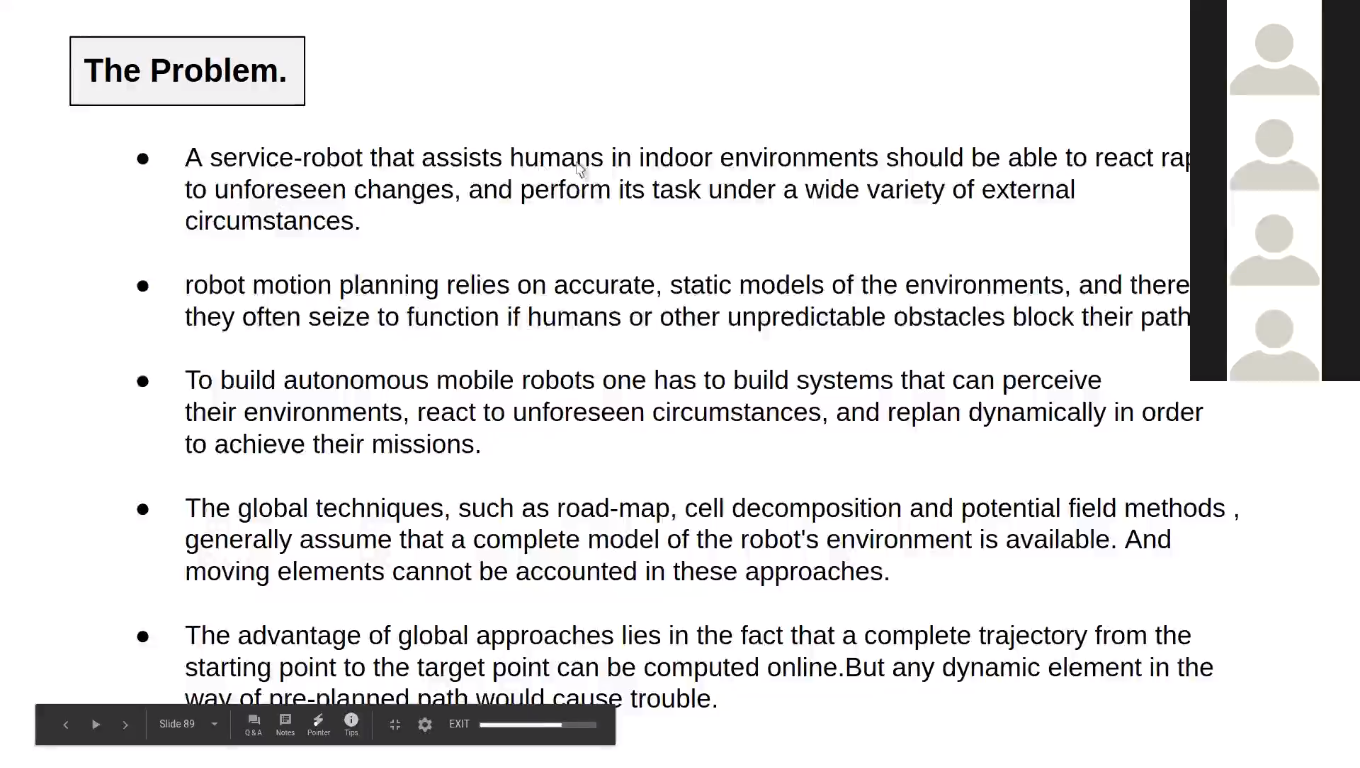 The Problem.
● A service-robot that assists humans in indoor environments should be able to react
to unforeseen changes, and perform its task under a wide variety of external
circumstances.
● robot motion planning relies on accurate, static models of the environments, and
they often seize to function if humans or other unpredictable obstacles block their path
● To build autonomous mobile robots one has to build systems that can perceive
their environments, react to unforeseen circumstances, and replan dynamically in order
to achieve their missions.
● The global techniques, such as road-map, cell decomposition and potential field methods ,
generally assume that a complete model of the robot's environment is available. And
moving elements cannot be accounted in these approaches.
● The advantage of global approaches lies in the fact that a complete trajectory from the
starting point to the target point can be computed online.But any dynamic element in the
way of pre-planned path would cause trouble.
Slide 89 Q&A Notes Pointer Tips EXIT